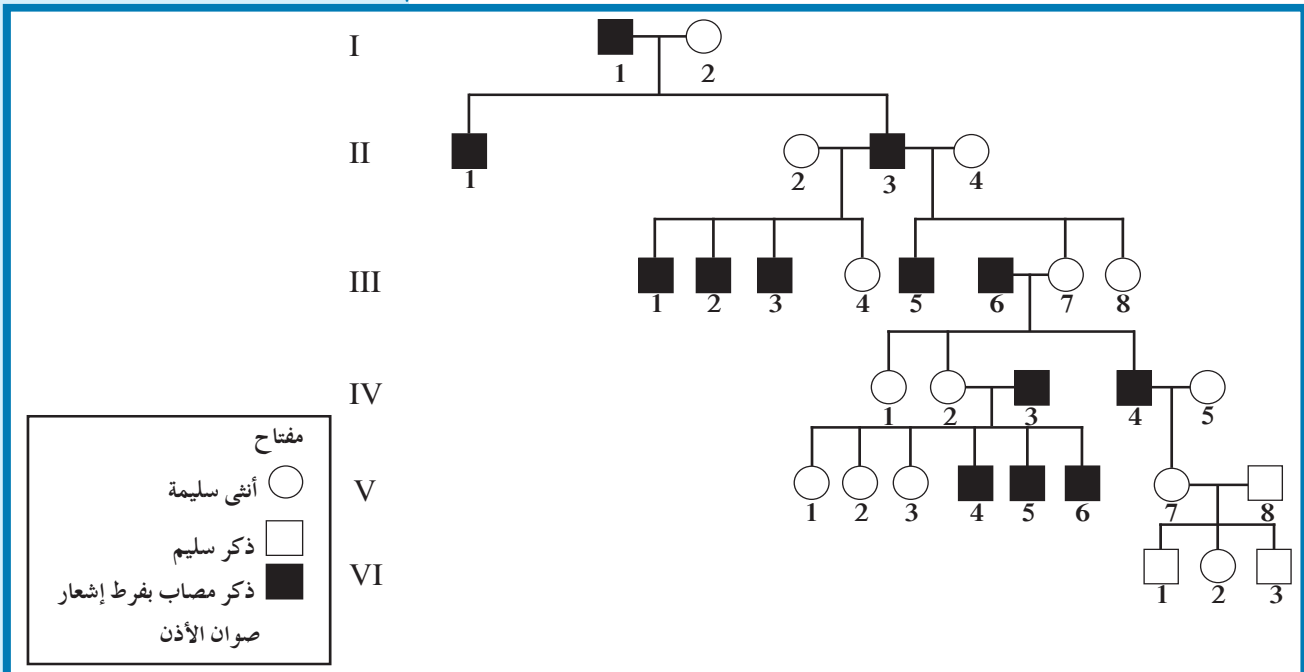 I
1 2
II
1 2 3 4
III
1 2 3 4 5 6 7 8
IV
1 2 3 4 5
V
1 2 3 4 5 6 7 8
VI
1 2 3
مفتاح
أنثى سليمة
ذكر سليم
ذكر مصاب بفرط إشعار
صوان الأذن